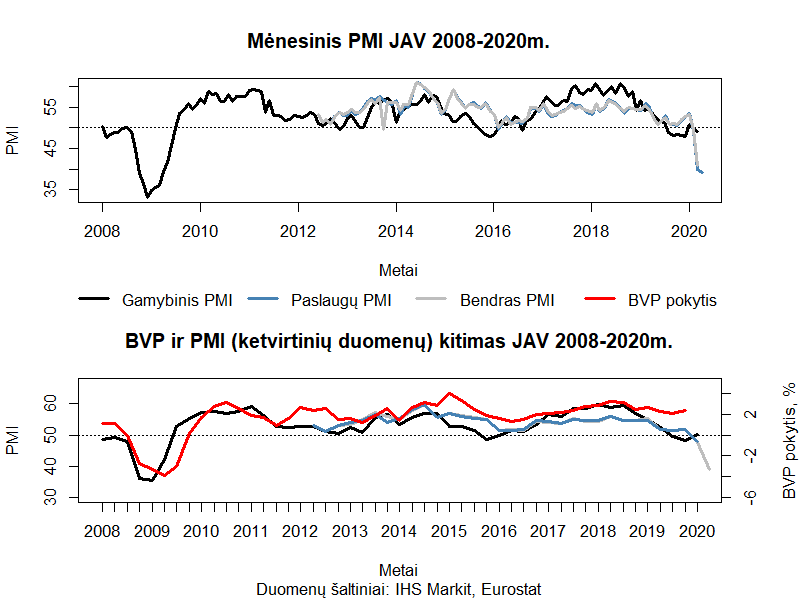 Mėnesinis PMI JAV 2008-2020m.
PMI
55
45
35
2008 2010 2012 2014 2016 2018 2020
Metai
Gamybinis PMI Paslaugų PMI Bendras PMI BVP pokytis
BVP ir PMI (ketvirtinių duomenų) kitimas JAV 2008-2020m.
PMI
60
50
40
30
2
-2
-6
BVP pokytis, %
2008 2009 2010 2011 2012 2013 2014 2015 2016 2017 2018 2019 2020
Metai
Duomenų šaltiniai: IHS Markit, Eurostat